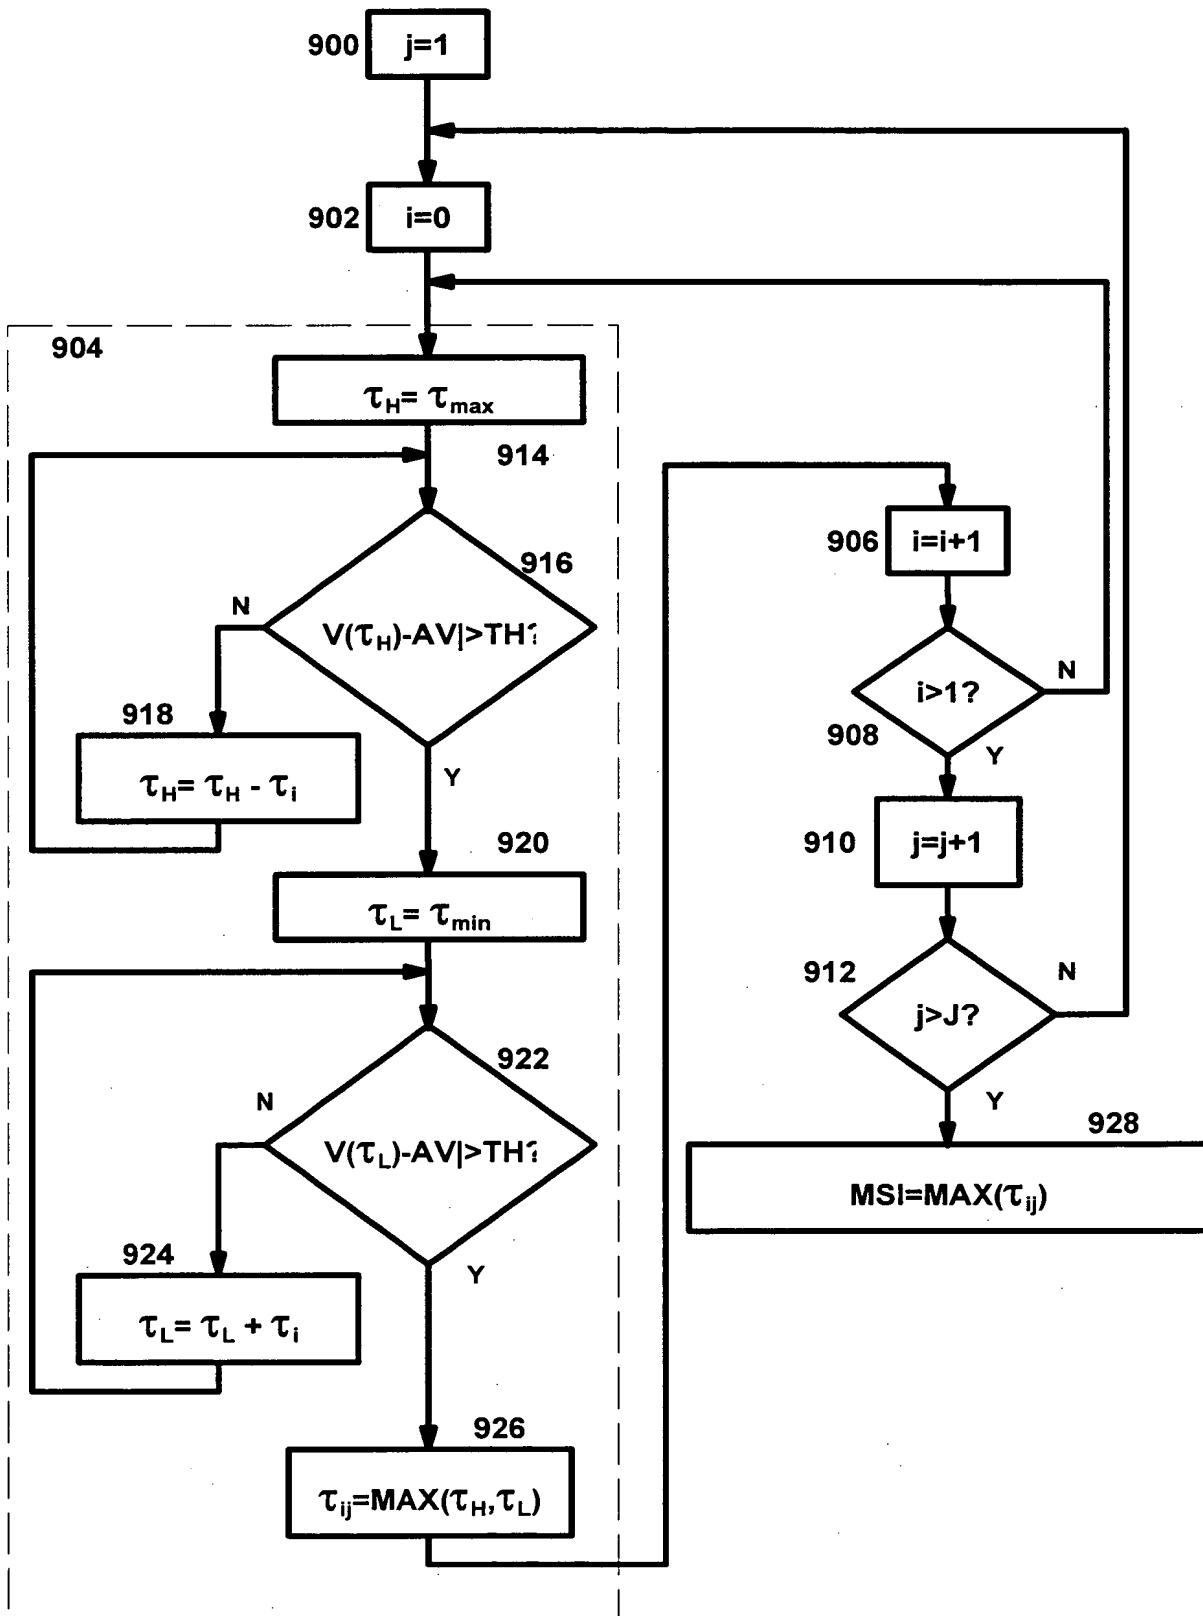 900
j=1
902
i=0
904
τH= τmax
914
916
N
V(τH)-AV|>TH?
918
τH= τH - τi
Y
920
τL= τmin
922
N
V(τL)-AV|>TH?
924
τL= τL + τi
Y
926
τij=MAX(τH,τL)
906
i=i+1
i>1?
N
908
Y
910
j=j+1
912
N
j>J?
Y
928
MSI=MAX(τij)